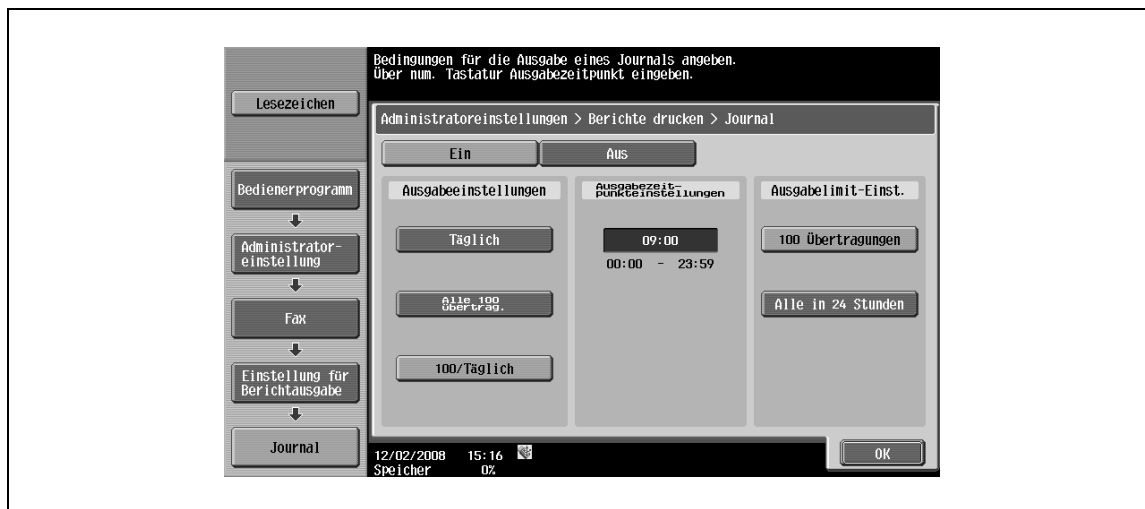 Bedingungen für die Ausgabe eines Journals angeben.
Über num. Tastatur Ausgabezeitpunkt eingeben.
Lesezeichen
Administratoreinstellungen > Berichte drucken > Journal
Ein
Aus
Bedienerprogramm
Administrator-
einstellung
Fax
Einstellung für
Berichtausgabe
Journal
Ausgabeeinstellungen
Täglich
Alle 100
Übertrag.
100/Täglich
Ausgabezeit-
punkteinstellungen
09:00
00:00 - 23:59
Ausgabelimit-Einst.
100 Übertragungen
Alle in 24 Stunden
12/02/2008 15:16
Speicher 0%
OK